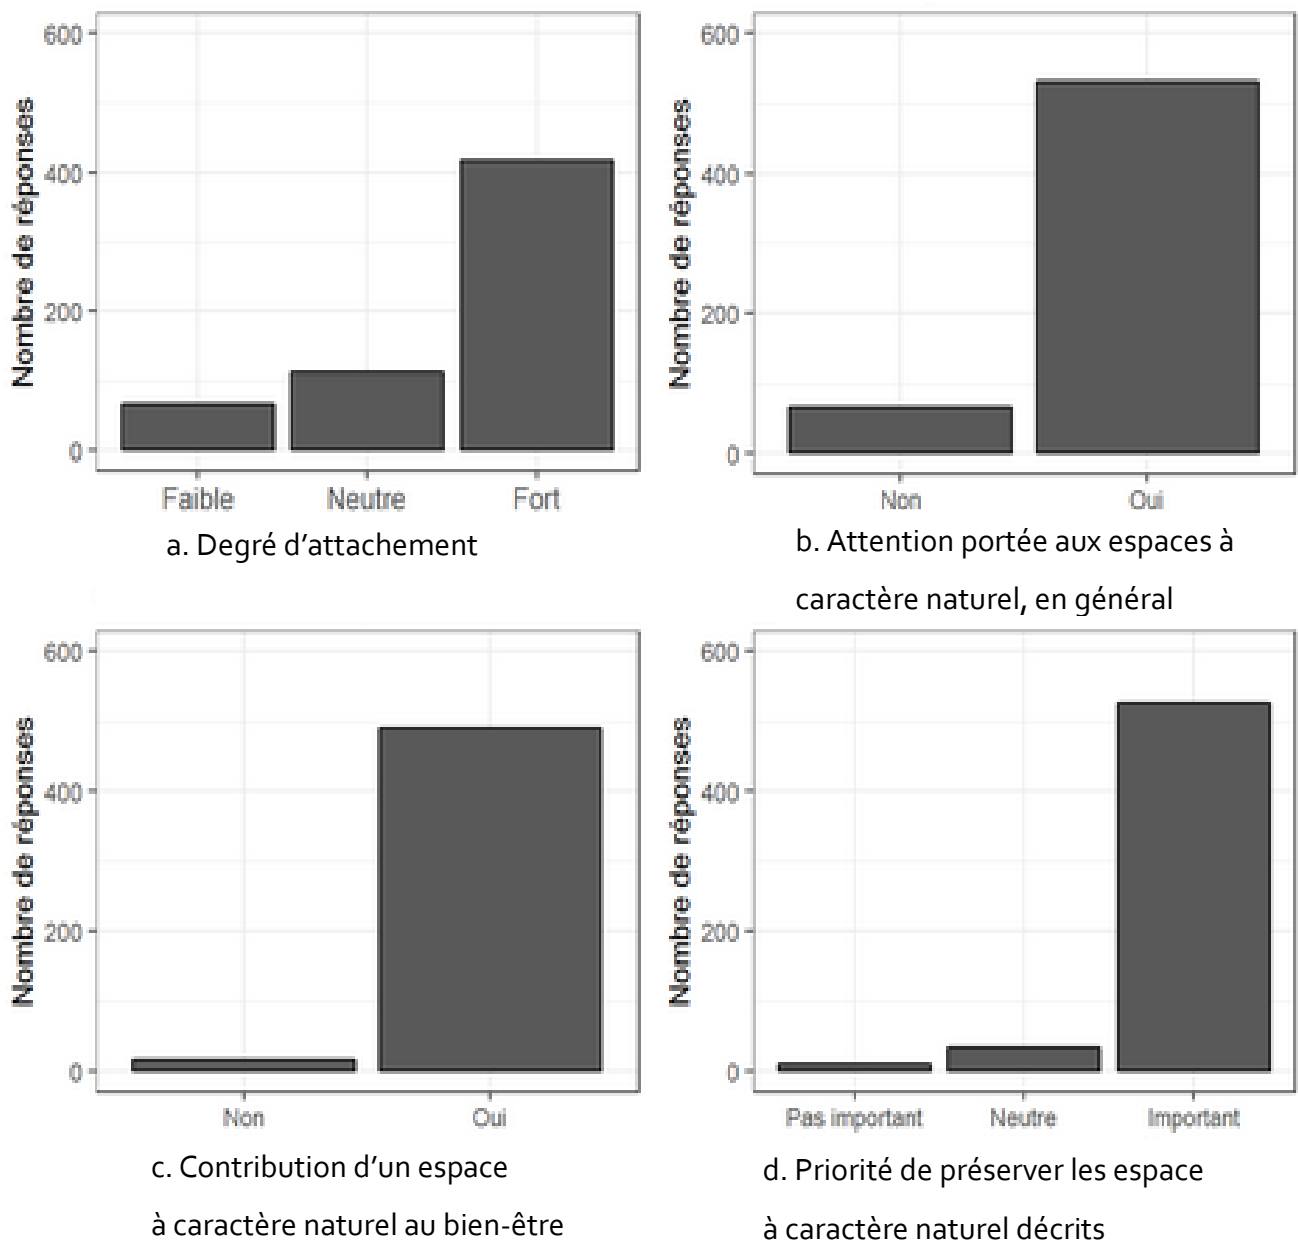 600
400
200
0
Nombre de réponses
Faible Neutre Fort
a. Degré d’attachement
600
400
200
0
Nombre de réponses
Non Oui
b. Attention portée aux espaces à
caractère naturel, en général
600
400
200
0
Nombre de réponses
Non Oui
c. Contribution d’un espace
à caractère naturel au bien-être
600
400
200
0
Nombre de réponses
Pas important Neutre Important
d. Priorité de préserver les espace
à caractère naturel décrits